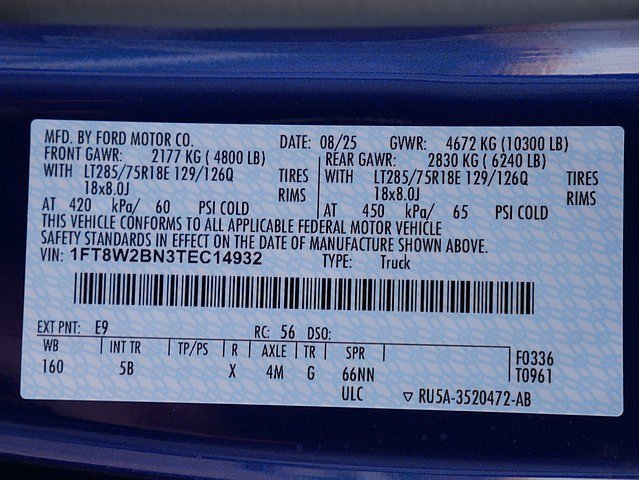 MFD. BY FORD MOTOR CO. DATE: 08/25 GVWR: 4672 KG (10300 LB)
FRONT GAWR: 2177 KG ( 4800 LB) REAR GAWR: 2830 KG ( 6240 LB)
WITH LT285/75R18E 129/126Q TIRES WITH LT285/75R18E 129/126Q TIRES
18x8.0J RIMS 18x8.0J RIMS
AT 420 kPa/ 60 PSI COLD AT 450 kPa/ 65 PSI COLD
THIS VEHICLE CONFORMS TO ALL APPLICABLE FEDERAL MOTOR VEHICLE
SAFETY STANDARDS IN EFFECT ON THE DATE OF MANUFACTURE SHOWN ABOVE.
VIN: 1FT8W2BN3TEC14932 TYPE: Truck
EXT PNT: E9 RC: 56 DSO:
WB INT TR TP/PS R AXLE TR SPR F0336
160 5B X 4M G 66NN T0961
ULC ▽ RU5A-3520472-AB